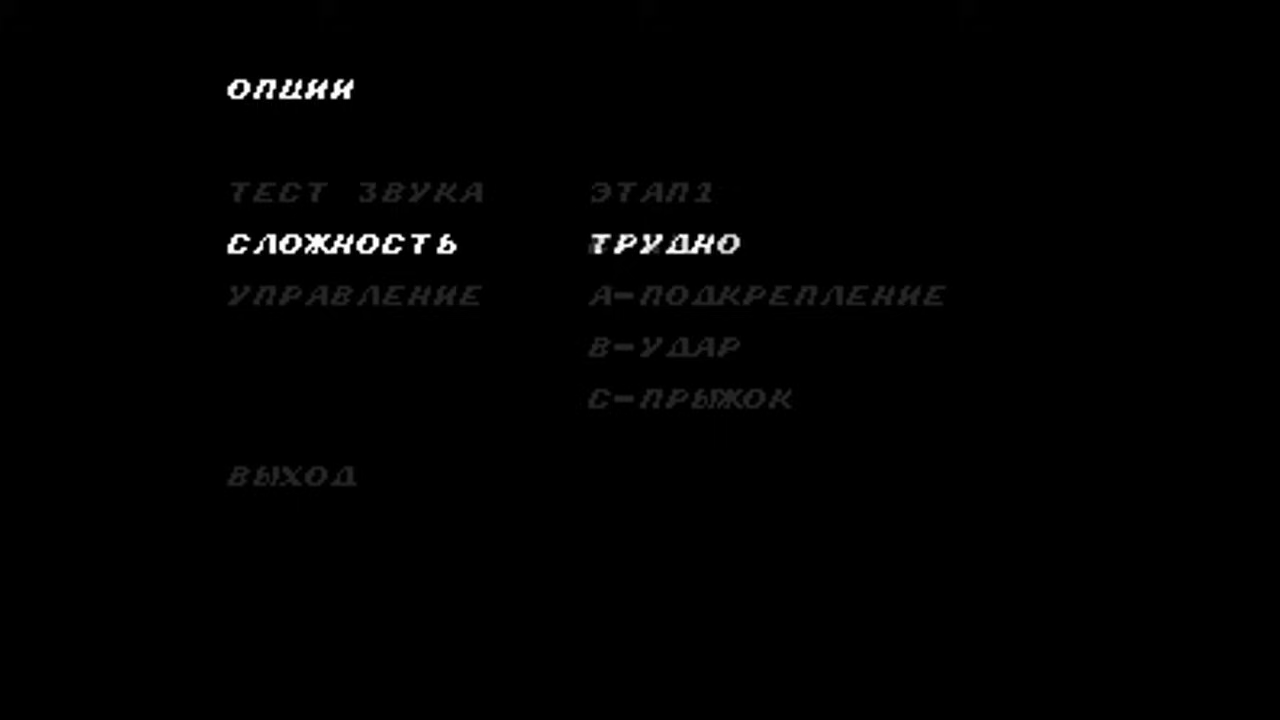 ОПЦИИ
ТЕСТ ЗВУКА ЭТАП1
СЛОЖНОСТЬ ТРУДНО
УПРАВЛЕНИЕ А-ПОДКРЕПЛЕНИЕ
В-УДАР
С-ПРЫЖОК
ВЫХОД